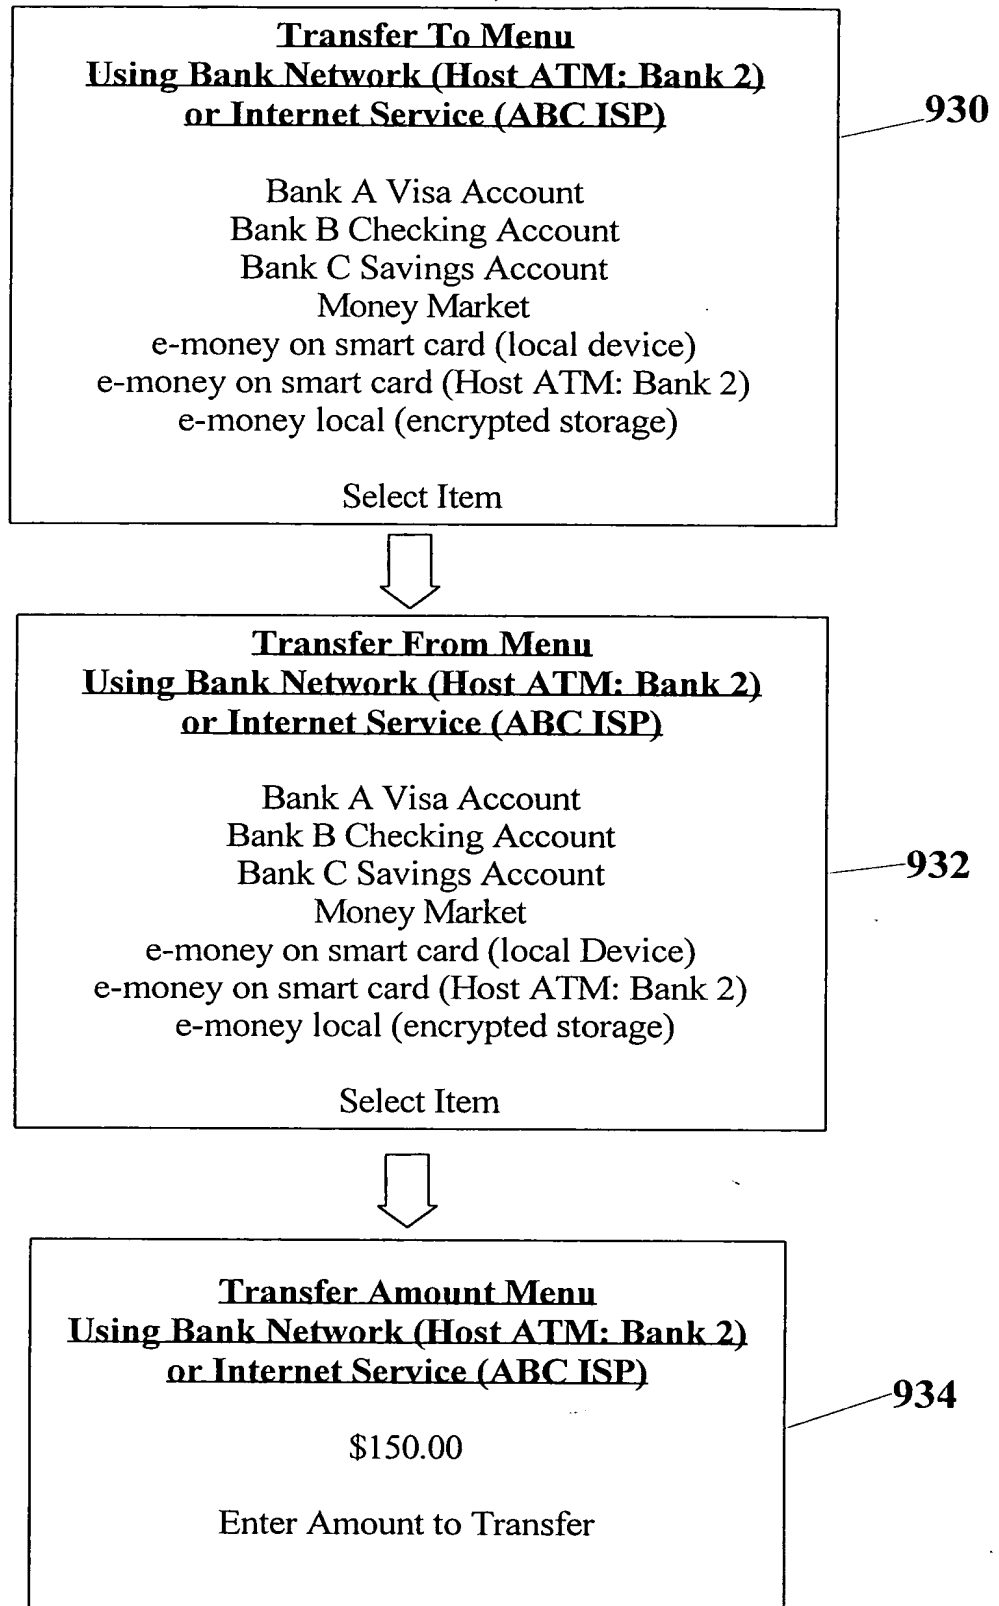 Transfer To Menu
Using Bank Network (Host ATM: Bank 2)
or Internet Service (ABC ISP)
930
Bank A Visa Account
Bank B Checking Account
Bank C Savings Account
Money Market
e-money on smart card (local device)
e-money on smart card (Host ATM: Bank 2)
e-money local (encrypted storage)
Select Item
Transfer From Menu
Using Bank Network (Host ATM: Bank 2)
or Internet Service (ABC ISP)
Bank A Visa Account
Bank B Checking Account
Bank C Savings Account
932
Money Market
e-money on smart card (local Device)
e-money on smart card (Host ATM: Bank 2)
e-money local (encrypted storage)
Select Item
Transfer Amount Menu
Using Bank Network (Host ATM: Bank 2)
or Internet Service (ABC ISP)
934
$150.00
Enter Amount to Transfer